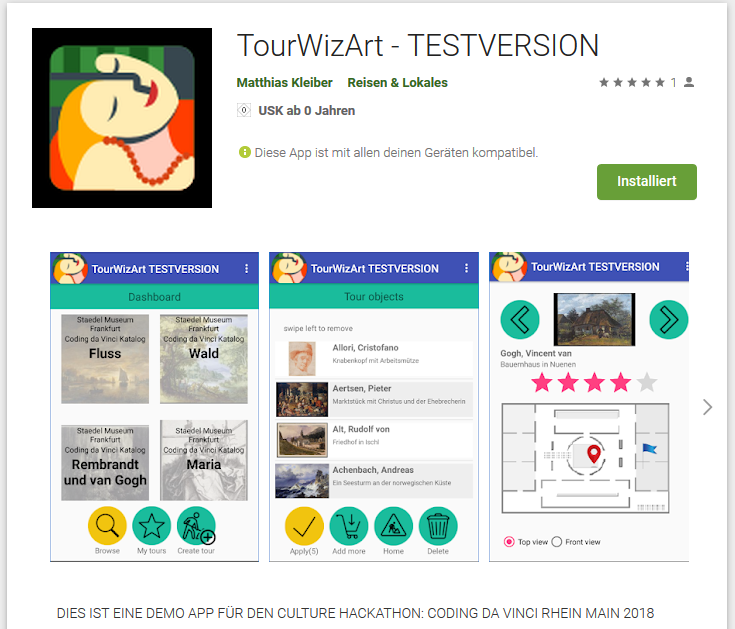 TourWizArt - TESTVERSION
Matthias Kleiber Reisen & Lokales
1
0 USK ab 0 Jahren
Diese App ist mit allen deinen Geräten kompatibel.
Installiert
TourWizArt TESTVERSION
Dashboard
Staedel Museum
Frankfurt
Coding da Vinci Katalog
Fluss
Staedel Museum
Frankfurt
Coding da Vinci Katalog
Wald
Staedel Museum
Frankfurt
Coding da Vinci Katalog
Rembrandt
und van Gogh
Staedel Museum
Frankfurt
Coding da Vinci Katalog
Maria
Browse
My tours
Create tour
TourWizArt TESTVERSION
Tour objects
swipe left to remove
Allori, Cristofano
Knabenkopf mit Arbeitsmütze
Aertsen, Pieter
Marktstück mit Christus und der Ehebrecherin
Alt, Rudolf von
Friedhof in Ischl
Achenbach, Andreas
Ein Seesturm an der norwegischen Küste
Apply(5)
Add more
Home
Delete
TourWizArt TESTVERSION
Gogh, Vincent van
Bauernhaus in Nuenen
Top view
Front view
DIES IST EINE DEMO APP FÜR DEN CULTURE HACKATHON: CODING DA VINCI RHEIN MAIN 2018